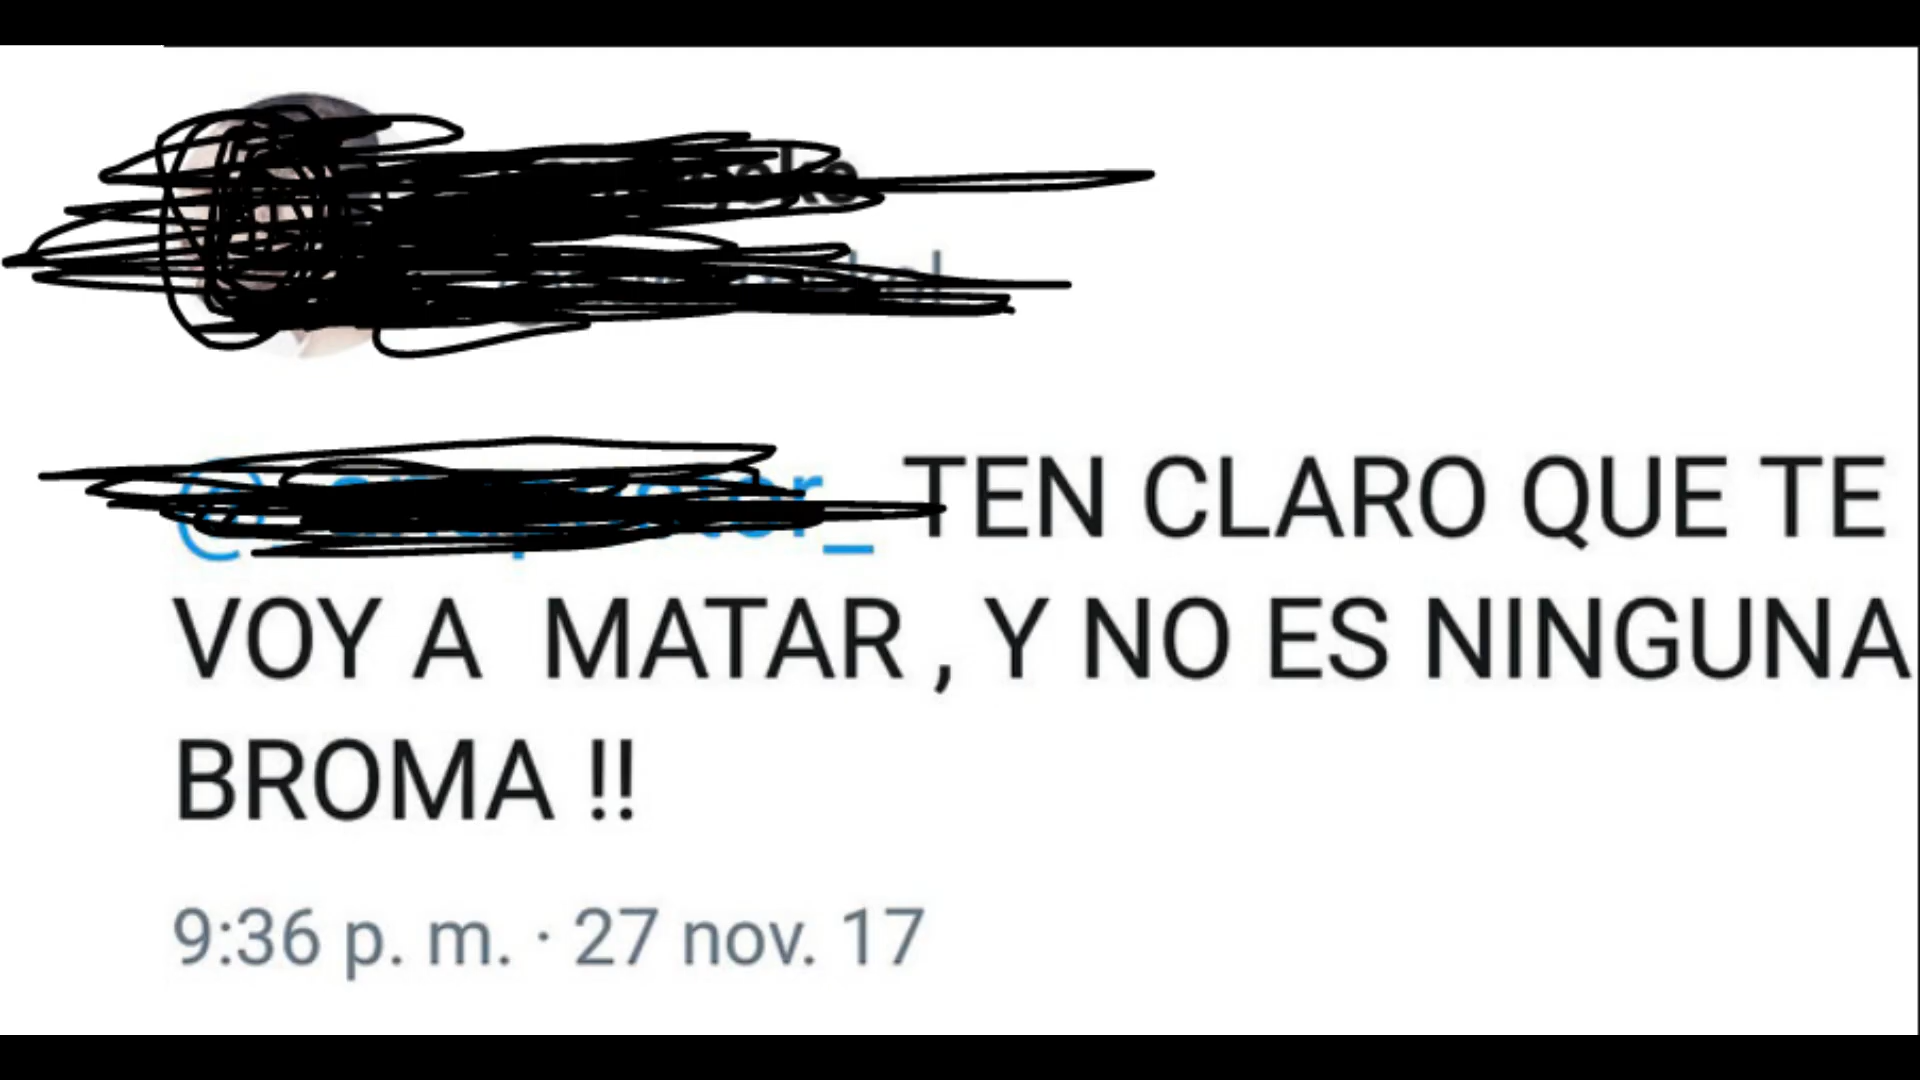 TEN CLARO QUE TE
VOY A MATAR , Y NO ES NINGUNA
BROMA !!
9:36 p. m. · 27 nov. 17